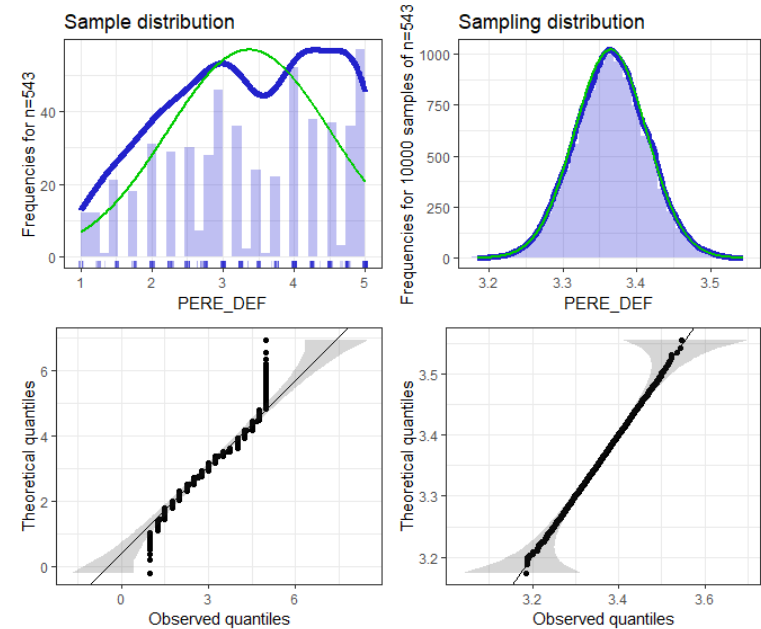 Sample distribution
Frequencies for n=543
40
20
0
1 2 3 4 5
PERE_DEF
Sampling distribution
Frequencies for 10000 samples of n=543
1000
750
500
250
0
3.2 3.3 3.4 3.5
PERE_DEF
Theoretical quantiles
6
4
2
0
0 3 6
Observed quantiles
Theoretical quantiles
3.5
3.4
3.3
3.2
3.2 3.4 3.6
Observed quantiles